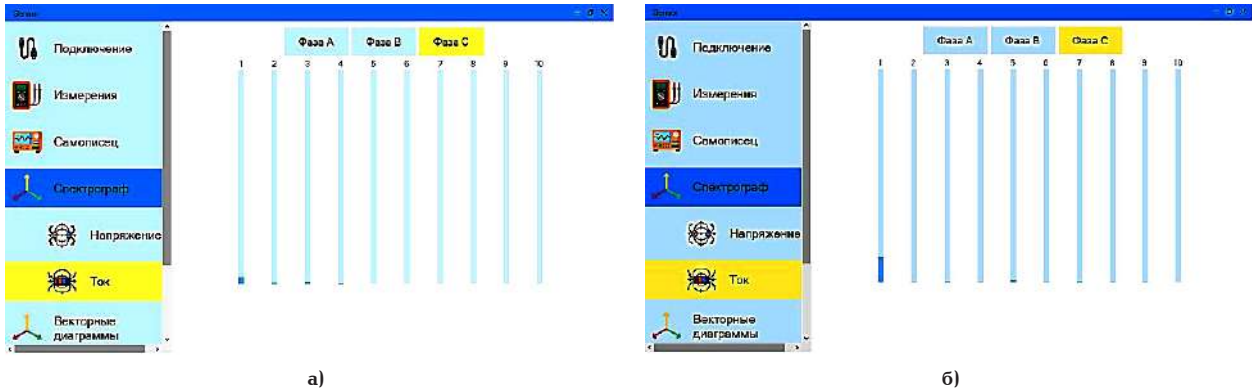 Фаза A Фаза B Фаза C
Подключение
1 2 3 4 5 6 7 8 9 10
Измерения
Самописец
Спектрограф
Напряжение
Ток
Векторные
диаграммы
а)
Фаза A Фаза B Фаза C
Подключение
1 2 3 4 5 6 7 8 9 10
Измерения
Самописец
Спектрограф
Напряжение
Ток
Векторные
диаграммы
б)